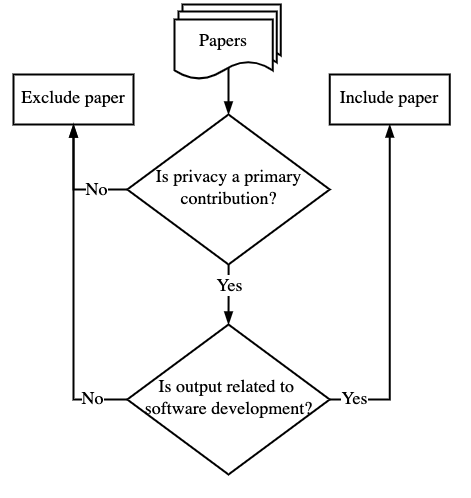 Papers
Exclude paper
Include paper
Is privacy a primary
contribution?
No
Yes
Is output related to
software development?
No
Yes